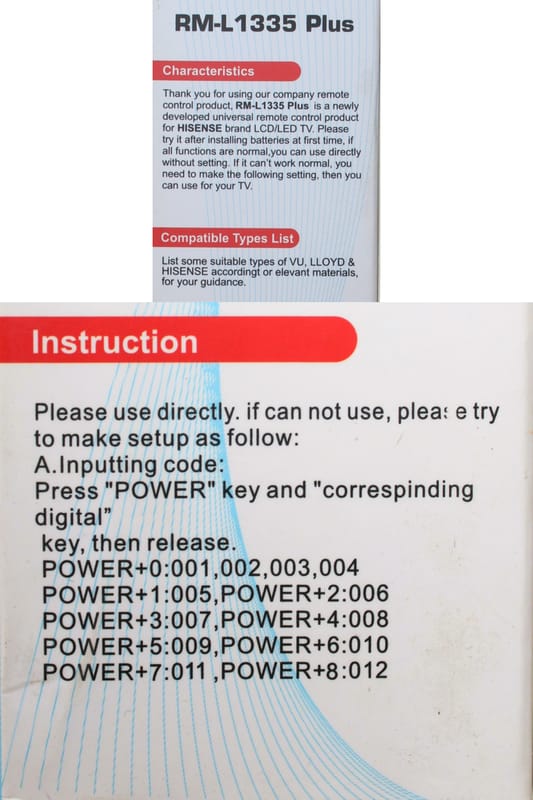 RM-L1335 Plus
Characteristics
Thank you for using our company remote
control product, RM-L1335 Plus is a newly
developed universal remote control product
for HISENSE brand LCD/LED TV. Please
try it after installing batteries at first time, if
all functions are normal,you can use directly
without setting. If it can't work normal, you
need to make the following setting, then you
can use for your TV.
Compatible Types List
List some suitable types of VU, LLOYD &
HISENSE accordingt or elevant materials,
for your guidance.
Instruction
Please use directly. if can not use, please try
to make setup as follow:
A.Inputting code:
Press "POWER" key and "correspinding
digital”
key, then release.
POWER+0:001,002,003,004
POWER+1:005,POWER+2:006
POWER+3:007,POWER+4:008
POWER+5:009,POWER+6:010
POWER+7:011 ,POWER+8:012